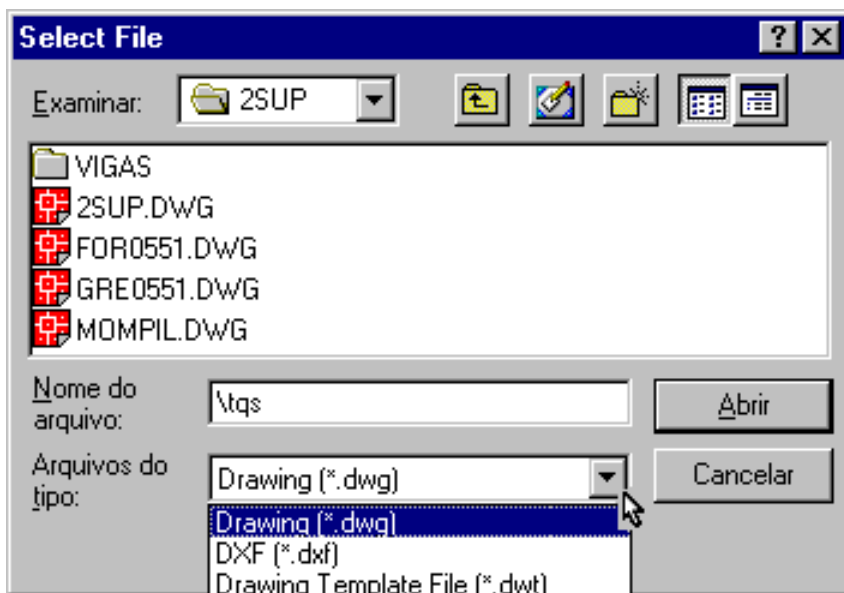 Select File
Examinar: 2SUP
VIGAS
2SUP.DWG
FOR0551.DWG
GRE0551.DWG
MOMPIL.DWG
Nome do arquivo: \tqs Abrir
Arquivos do tipo: Drawing (*.dwg) Cancelar
Drawing (*.dwg)
DXF (*.dxf)
Drawing Template File (*.dwt)